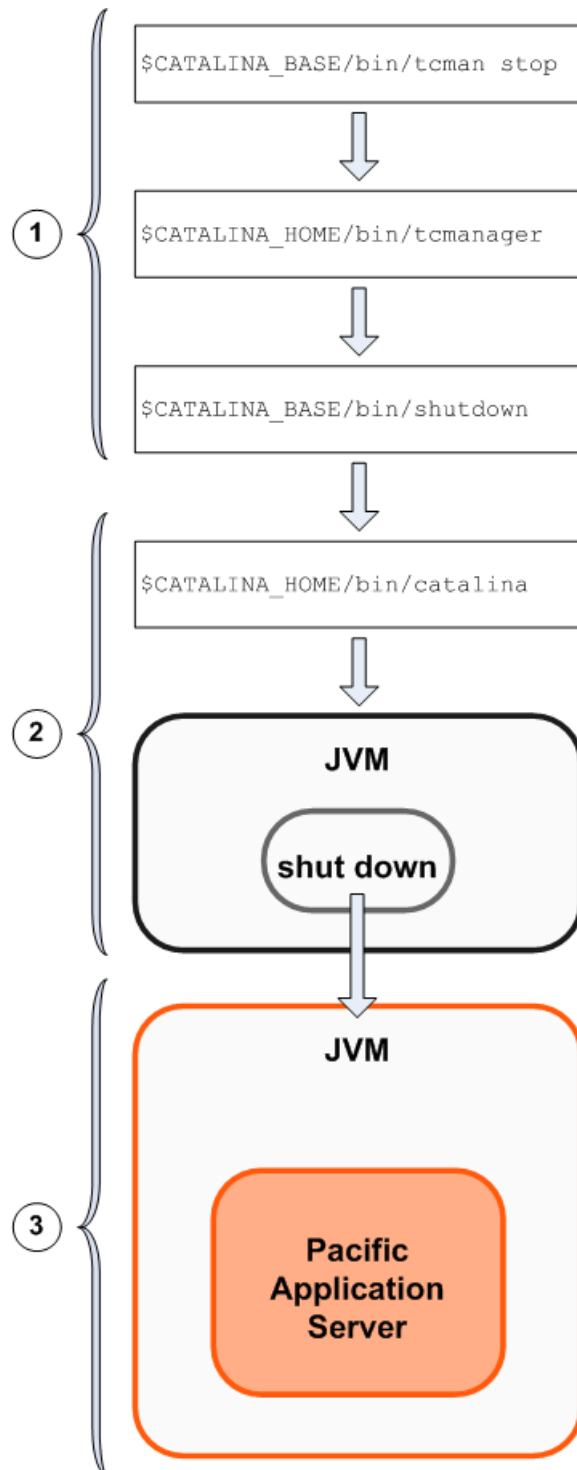 $CATALINA_BASE/bin/tcman stop
1
$CATALINA_HOME/bin/tcmanager
$CATALINA_BASE/bin/shutdown
$CATALINA_HOME/bin/catalina
2
JVM
shut down
JVM
3
Pacific
Application
Server